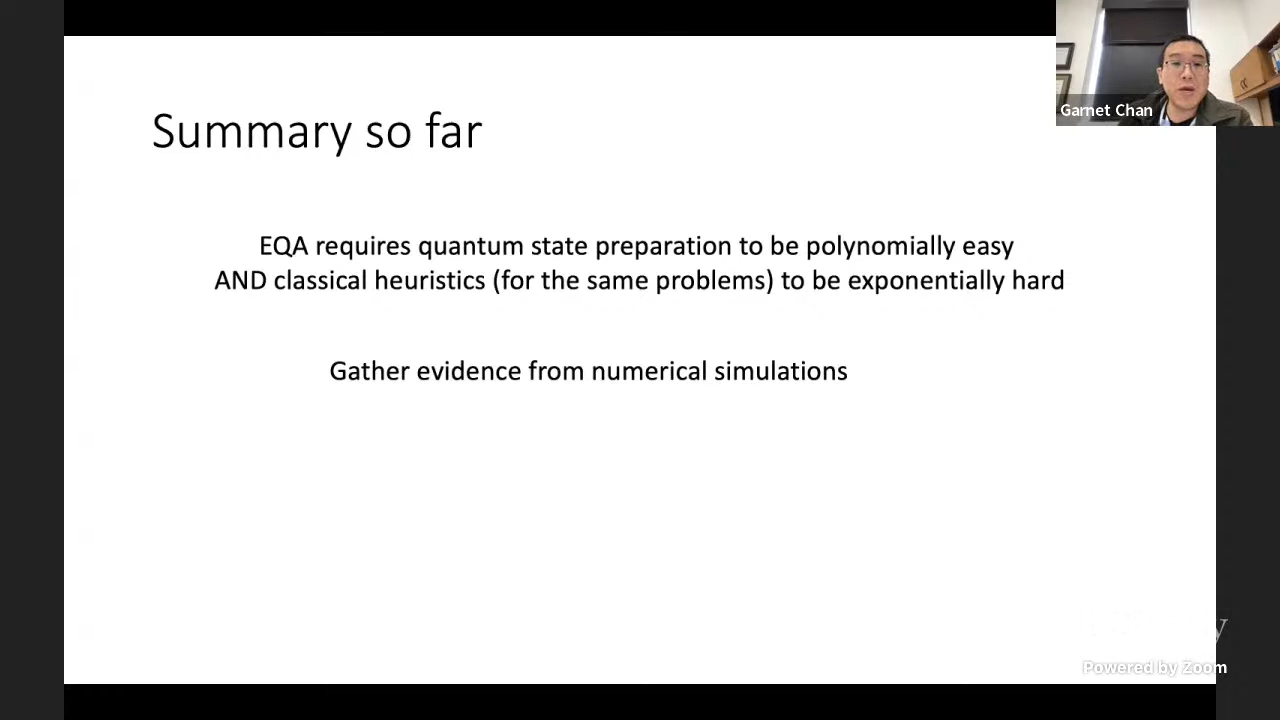 Garnet Chan
Summary so far
EQA requires quantum state preparation to be polynomially easy
AND classical heuristics (for the same problems) to be exponentially hard
Gather evidence from numerical simulations
Powered by Zoom